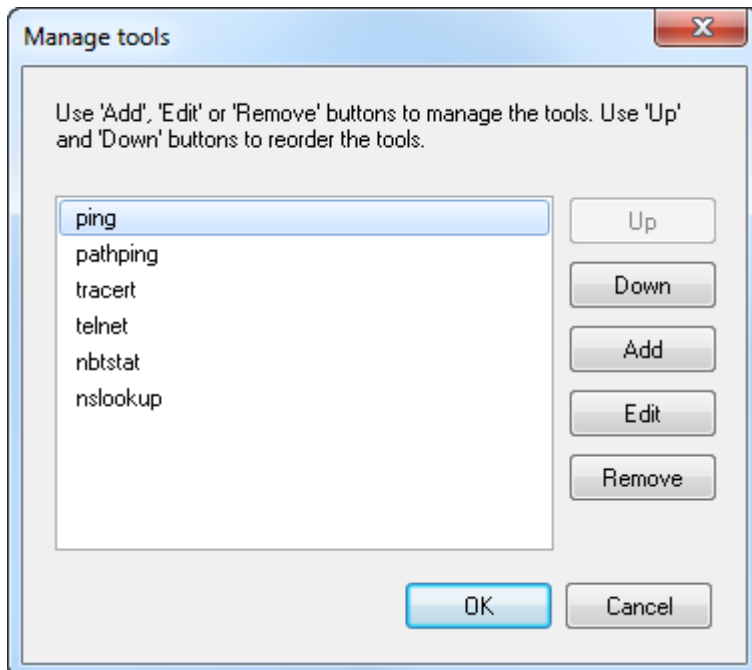 Manage tools
Use 'Add', 'Edit' or 'Remove' buttons to manage the tools. Use 'Up'
and 'Down' buttons to reorder the tools.
ping
pathping
tracert
telnet
nbtstat
nslookup
Up
Down
Add
Edit
Remove
OK
Cancel